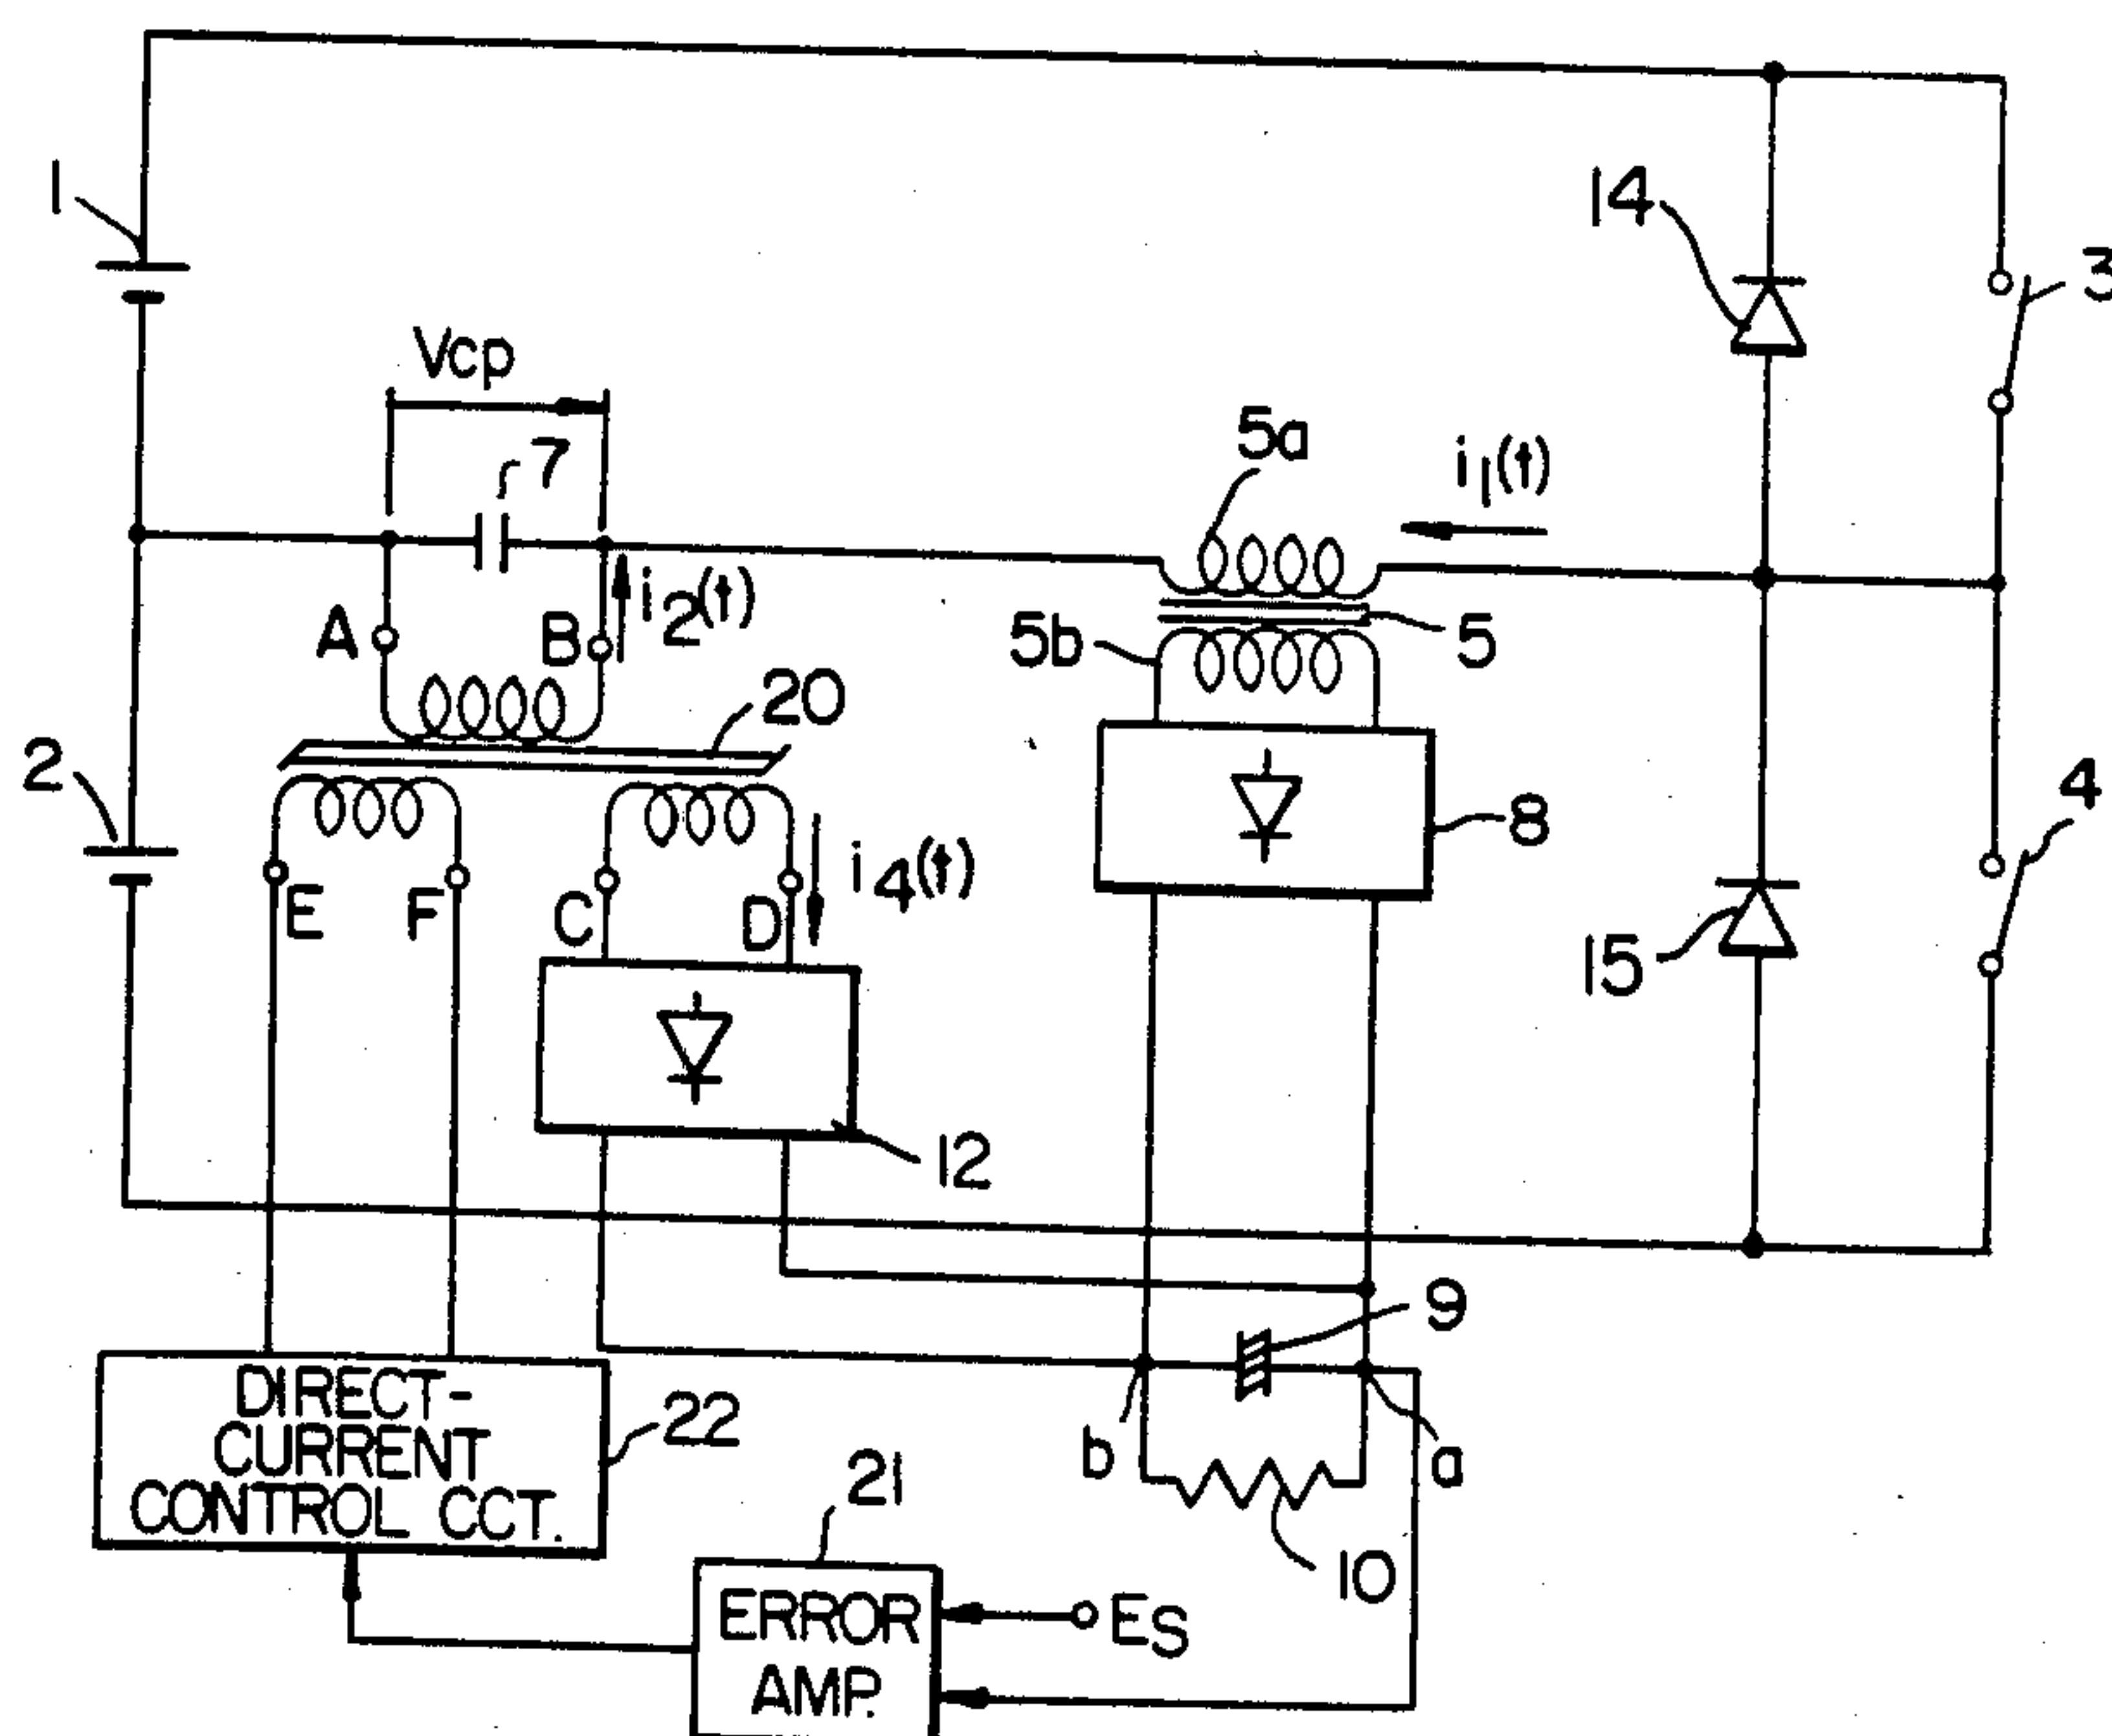 1
14
3
Vcp
7
5a
i1(t)
A
B
i2(t)
5b
5
20
2
8
4
E
F
C
D
i4(t)
15
12
9
DIRECT-
CURRENT
CONTROL CCT.
22
b
a
21
10
ERROR
AMP.
ES